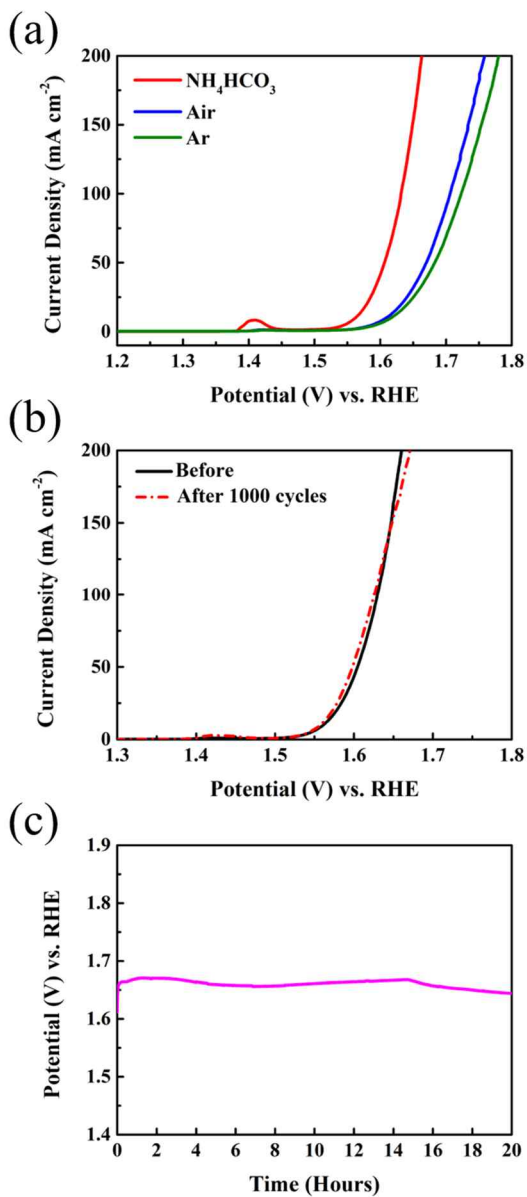 (a)
200
150
100
50
0
Current Density (mA cm⁻²)
NH₄HCO₃
Air
Ar
1.2 1.3 1.4 1.5 1.6 1.7 1.8
Potential (V) vs. RHE
(b)
200
150
100
50
0
Current Density (mA cm⁻²)
Before
After 1000 cycles
1.3 1.4 1.5 1.6 1.7 1.8
Potential (V) vs. RHE
(c)
1.9
1.8
1.7
1.6
1.5
1.4
Potential (V) vs. RHE
0 2 4 6 8 10 12 14 16 18 20
Time (Hours)